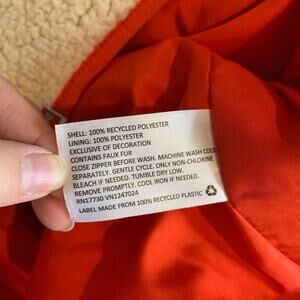 SHELL: 100% RECYCLED POLYESTER
LINING: 100% POLYESTER
EXCLUSIVE OF DECORATION
CONTAINS FAUX FUR
CLOSE ZIPPER BEFORE WASH. MACHINE WASH COLD
SEPARATELY. GENTLE CYCLE. ONLY NON-CHLORINE
BLEACH IF NEEDED. TUMBLE DRY LOW.
REMOVE PROMPTLY. COOL IRON IF NEEDED.
RN17730 VN1247024
LABEL MADE FROM 100% RECYCLED PLASTIC